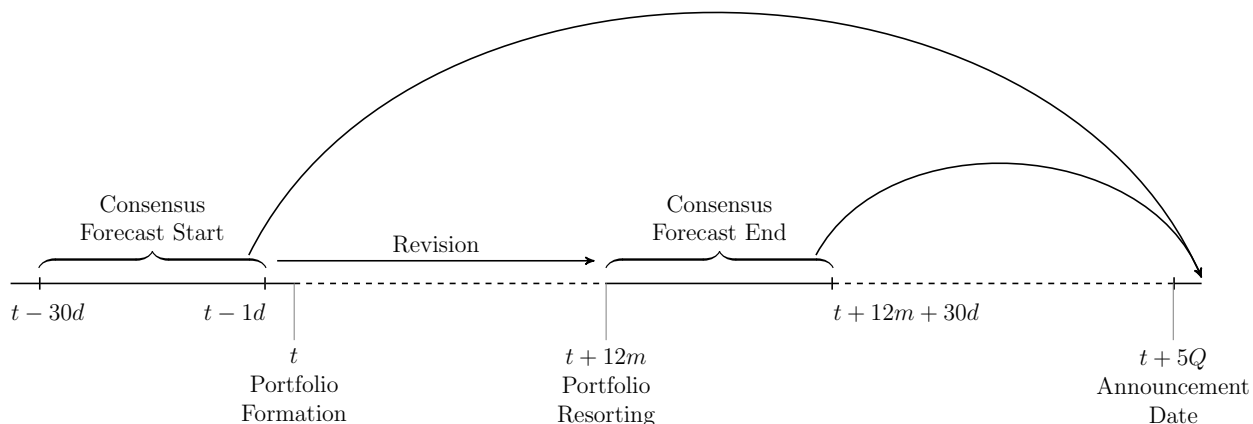 Consensus
Forecast Start
Consensus
Forecast End
Revision
t − 30d
t − 1d
t + 12m + 30d
t
Portfolio
Formation
t + 12m
Portfolio
Resorting
t + 5Q
Announcement
Date